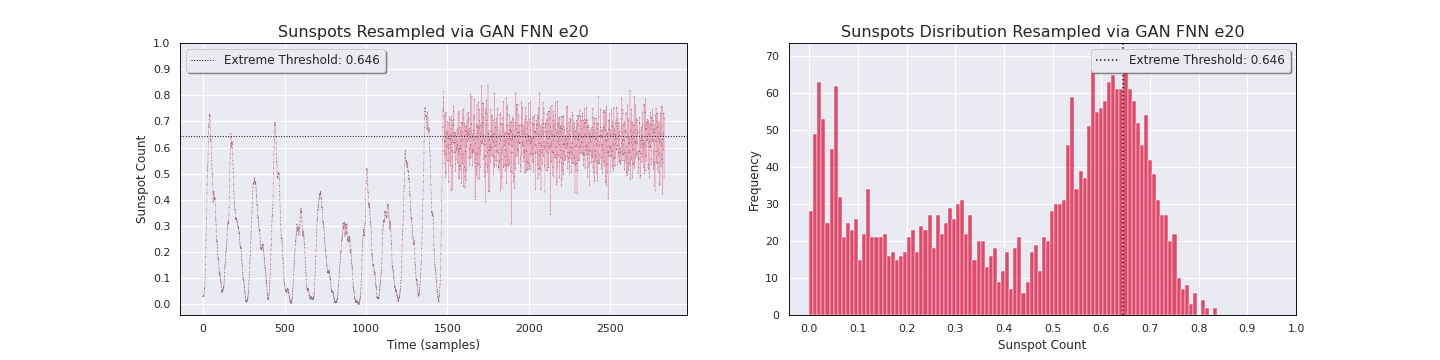 Sunspots Resampled via GAN FNN e20
Extreme Threshold: 0.646
1.0
0.9
0.8
0.7
0.6
0.5
0.4
0.3
0.2
0.1
0.0
Sunspot Count
0 500 1000 1500 2000 2500
Time (samples)
Sunspots Disribution Resampled via GAN FNN e20
Extreme Threshold: 0.646
70
60
50
40
30
20
10
0
Frequency
0.0 0.1 0.2 0.3 0.4 0.5 0.6 0.7 0.8 0.9 1.0
Sunspot Count